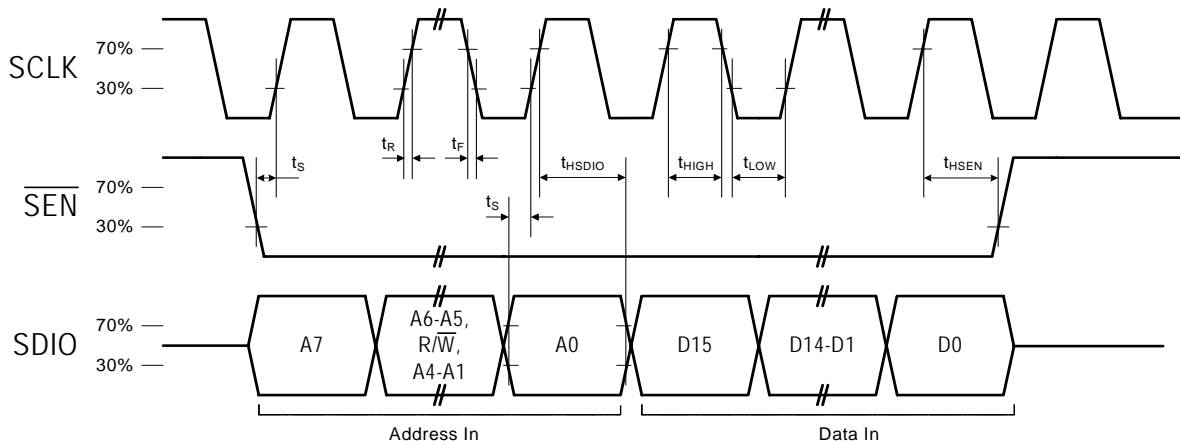 SCLK
70%
30%
tS
tR
tF
tHSDIO
tHIGH
tLOW
tHSEN
SEN
70%
30%
tS
SDIO
70%
30%
A7
A6-A5,
R/W,
A4-A1
A0
D15
D14-D1
D0
Address In
Data In